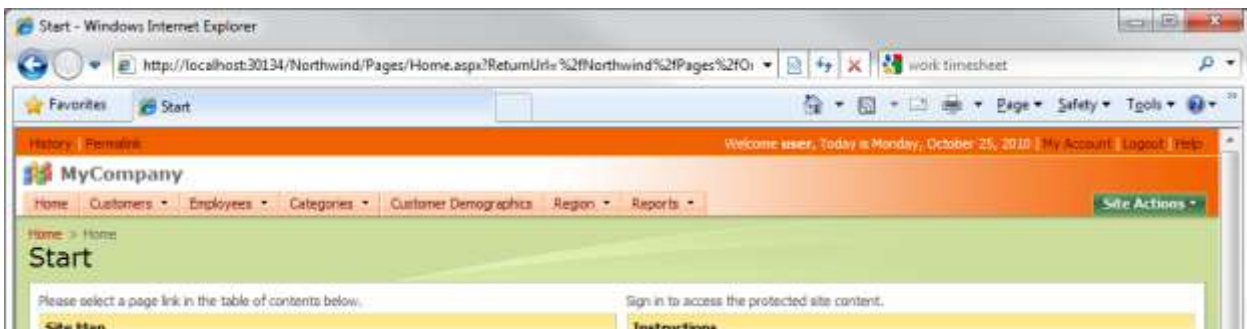 Start - Windows Internet Explorer
http://localhost:30134/Northwind/Pages/Home.aspx?ReturnUrl=%2fNorthwind%2fPages%2fOr
work timesheet
Favorites Start Page Safety Tools
History | Permalink Welcome user, Today is Monday, October 25, 2010 | My Account | Logout | Help
MyCompany
Home Customers Employees Categories Customer Demographics Region Reports Site Actions
Home > Home
Start
Please select a page link in the table of contents below. Sign in to access the protected site content.
Site Map Instructions